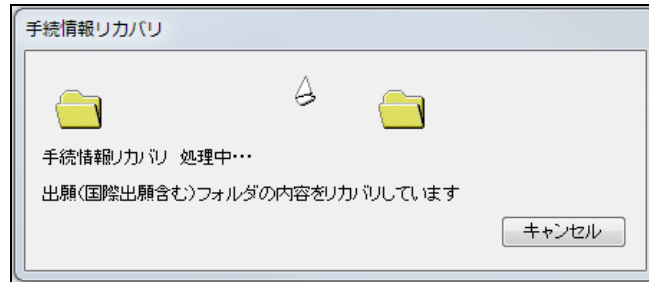 手続情報リカバリ
手続情報リカバリ 処理中･･･
出願(国際出願含む)フォルダの内容をリカバリしています
キャンセル